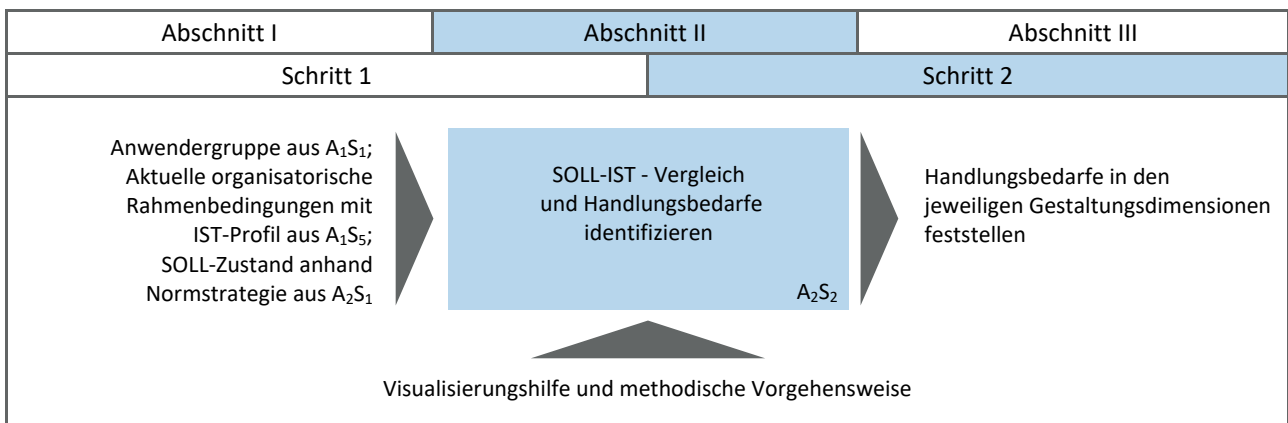 Abschnitt I
Abschnitt II
Abschnitt III
Schritt 1
Schritt 2
Anwendergruppe aus A₁S₁;
Aktuelle organisatorische
Rahmenbedingungen mit
IST-Profil aus A₁S₅;
SOLL-Zustand anhand
Normstrategie aus A₂S₁
SOLL-IST - Vergleich
und Handlungsbedarfe
identifizieren
A₂S₂
Handlungsbedarfe in den
jeweiligen Gestaltungsdimensionen
feststellen
Visualisierungshilfe und methodische Vorgehensweise